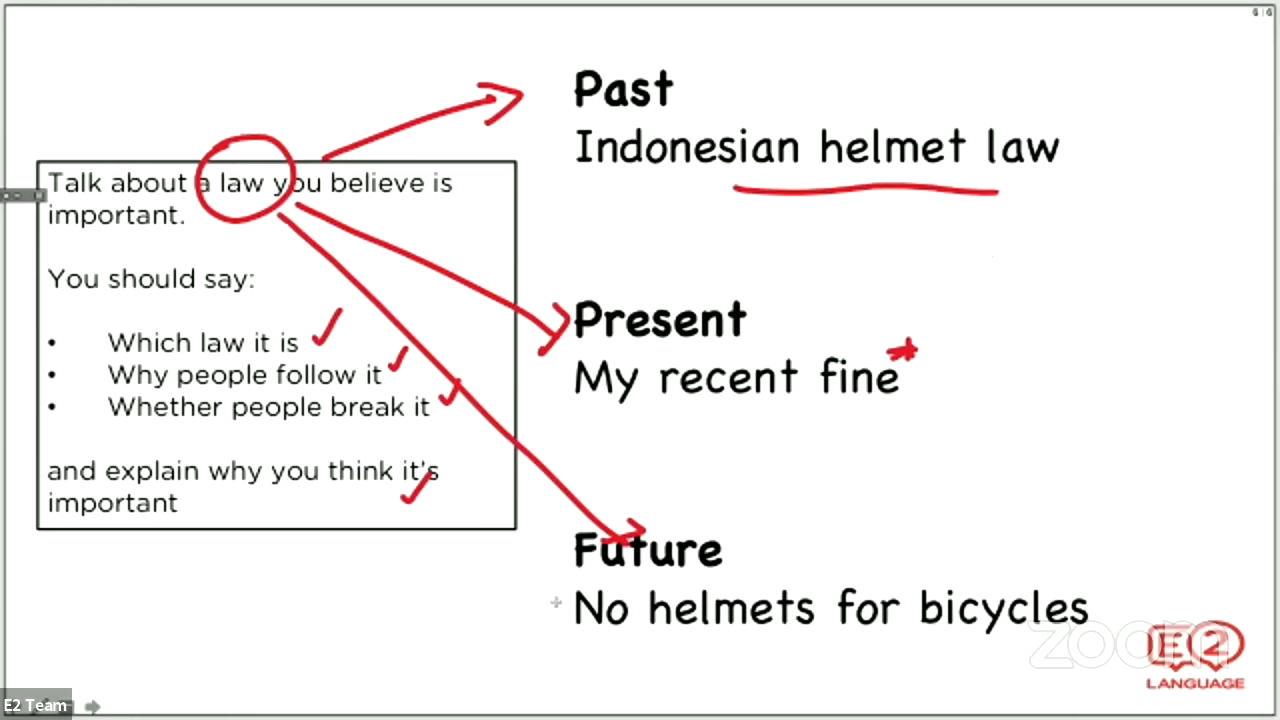 Talk about a law you believe is
important.
You should say:
• Which law it is
• Why people follow it
• Whether people break it
and explain why you think it's
important
Past
Indonesian helmet law
Present
My recent fine*
Future
No helmets for bicycles
zoom
E2
LANGUAGE
E2 Team